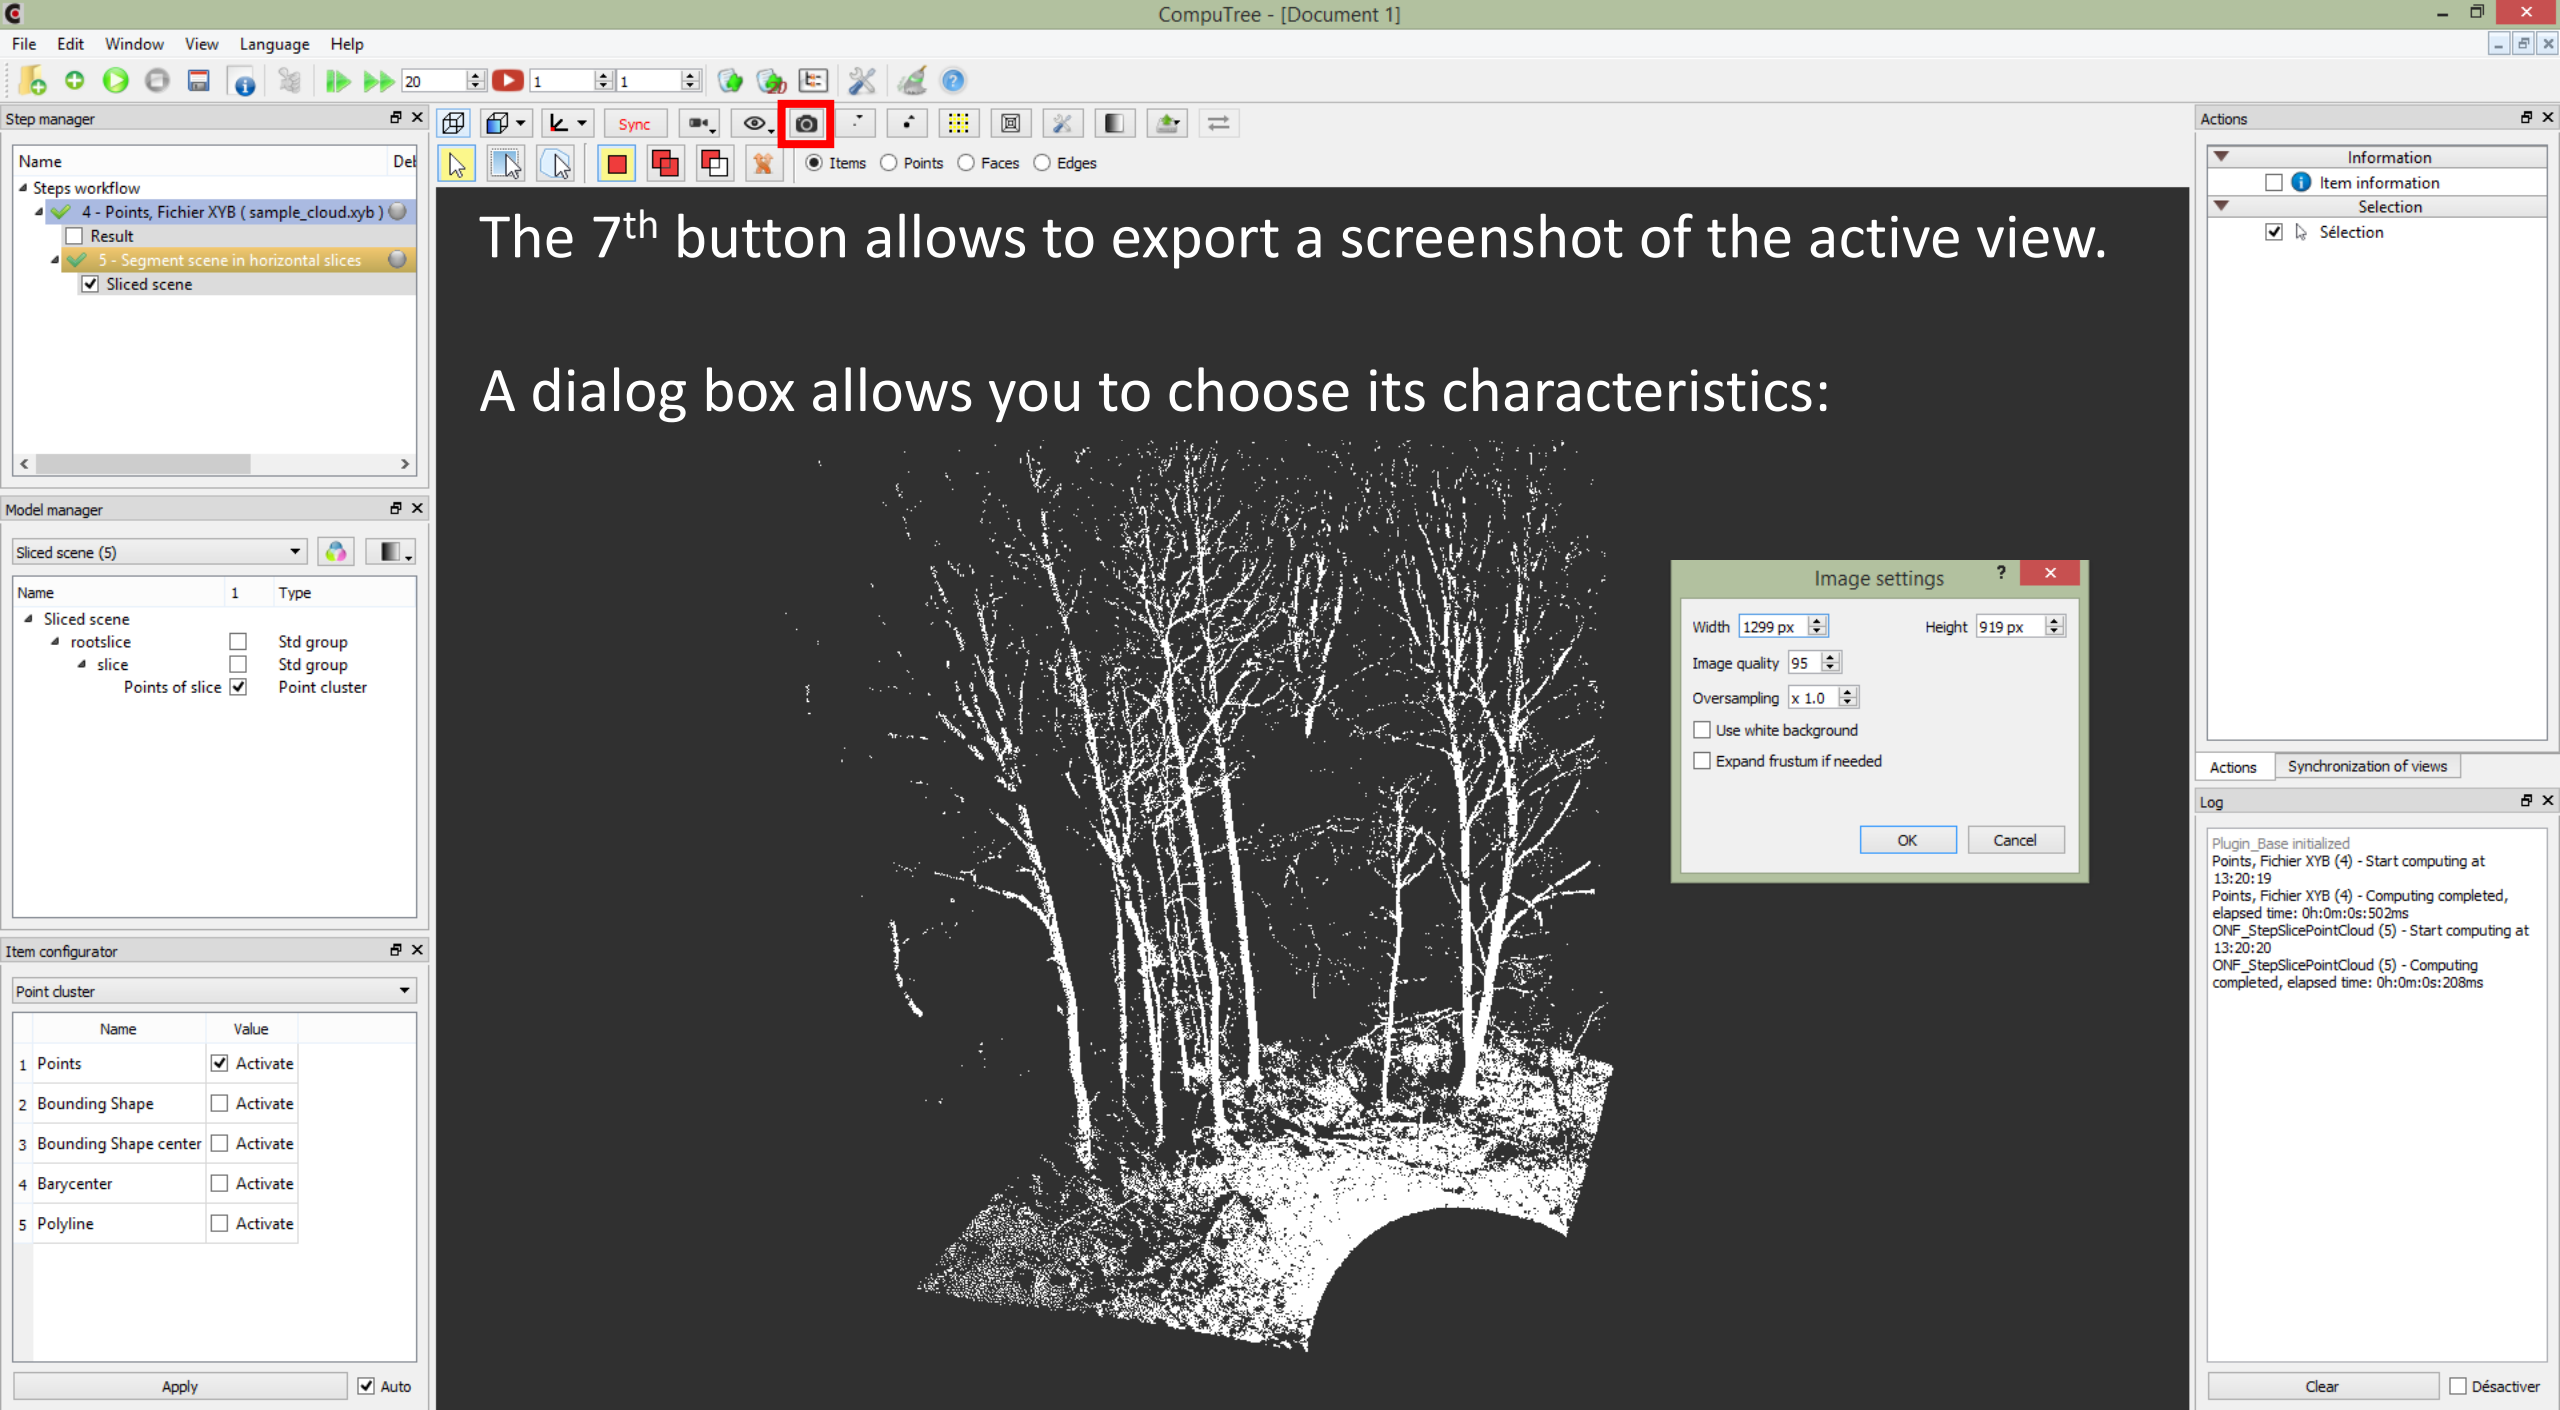 CompuTree - [Document 1]
File Edit Window View Language Help
20 1 1
Step manager
Name Det
Steps workflow
4 - Points, Fichier XYB ( sample_cloud.xyb )
Result
5 - Segment scene in horizontal slices
Sliced scene
Model manager
Sliced scene (5)
Name 1 Type
Sliced scene
rootslice Std group
slice Std group
Points of slice Point cluster
Item configurator
Point cluster
Name Value
1 Points Activate
2 Bounding Shape Activate
3 Bounding Shape center Activate
4 Barycenter Activate
5 Polyline Activate
Apply Auto
Sync
Items Points Faces Edges
The 7th button allows to export a screenshot of the active view.
A dialog box allows you to choose its characteristics:
Image settings ?
Width 1299 px Height 919 px
Image quality 95
Oversampling x 1.0
Use white background
Expand frustum if needed
OK Cancel
Actions
Information
Item information
Selection
Sélection
Actions Synchronization of views
Log
Plugin_Base initialized
Points, Fichier XYB (4) - Start computing at
13:20:19
Points, Fichier XYB (4) - Computing completed,
elapsed time: 0h:0m:0s:502ms
ONF_StepSlicePointCloud (5) - Start computing at
13:20:20
ONF_StepSlicePointCloud (5) - Computing
completed, elapsed time: 0h:0m:0s:208ms
Clear Désactiver